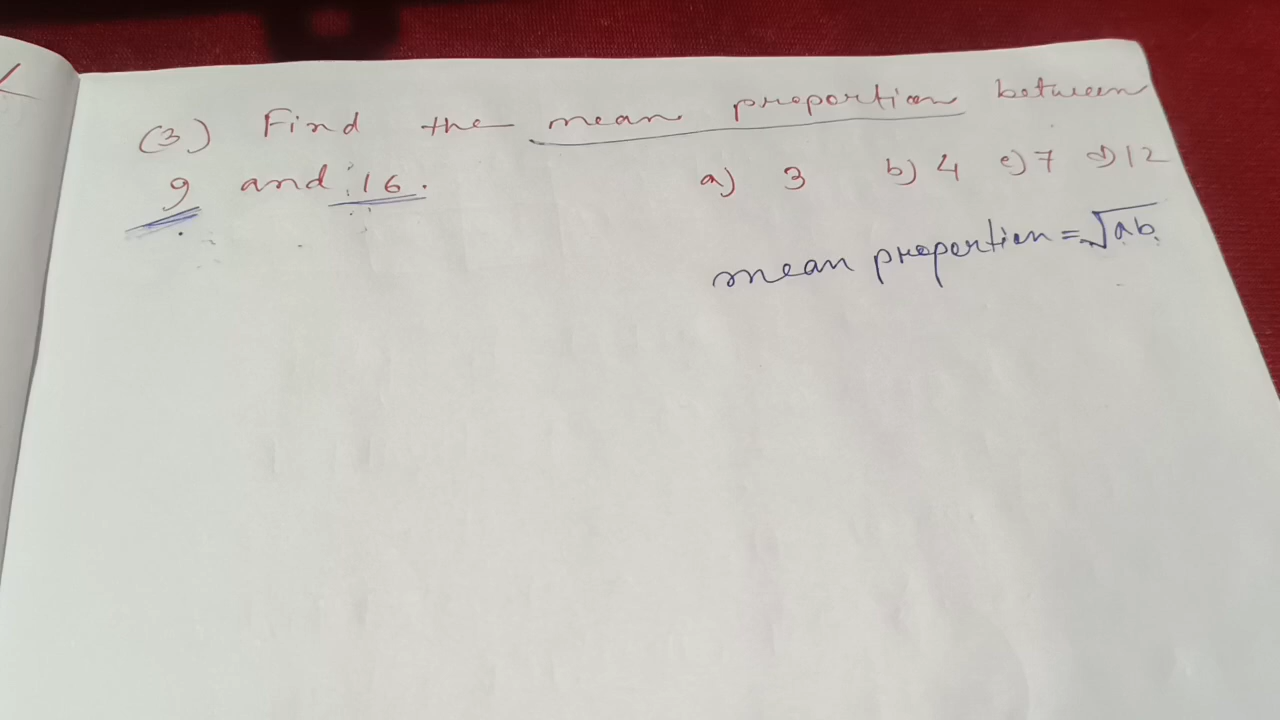 (3) Find the mean proportion between
9 and 16. a) 3 b) 4 c) 7 d) 12
mean proportion = √ab